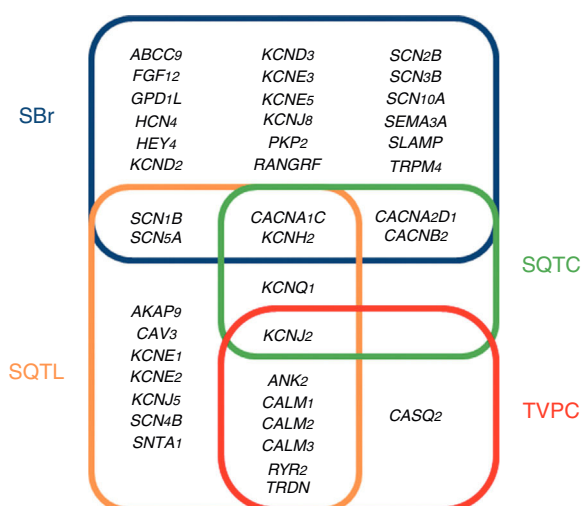 ABCC9 KCND3 SCN2B
FGF12 KCNE3 SCN3B
GPD1L KCNE5 SCN10A
SBr
HCN4 KCNJ8 SEMA3A
HEY4 PKP2 SLAMP
KCND2 RANGRF TRPM4
SCN1B CACNA1C CACNA2D1
SCN5A KCNH2 CACNB2
SQTC
KCNQ1
AKAP9
CAV3 KCNJ2
KCNE1
SQTL
KCNE2 ANK2
KCNJ5 CALM1
SCN4B CALM2 CASQ2
TVPC
SNTA1 CALM3
RYR2
TRDN